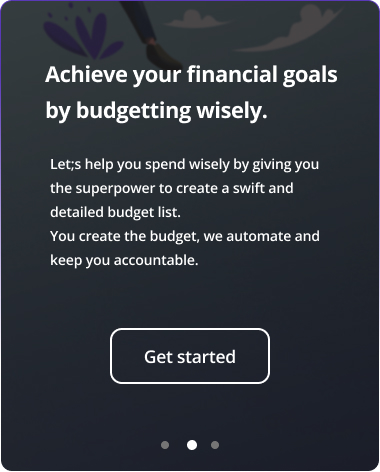 Achieve your financial goals
by budgetting wisely.
Let;s help you spend wisely by giving you
the superpower to create a swift and
detailed budget list.
You create the budget, we automate and
keep you accountable.
Get started